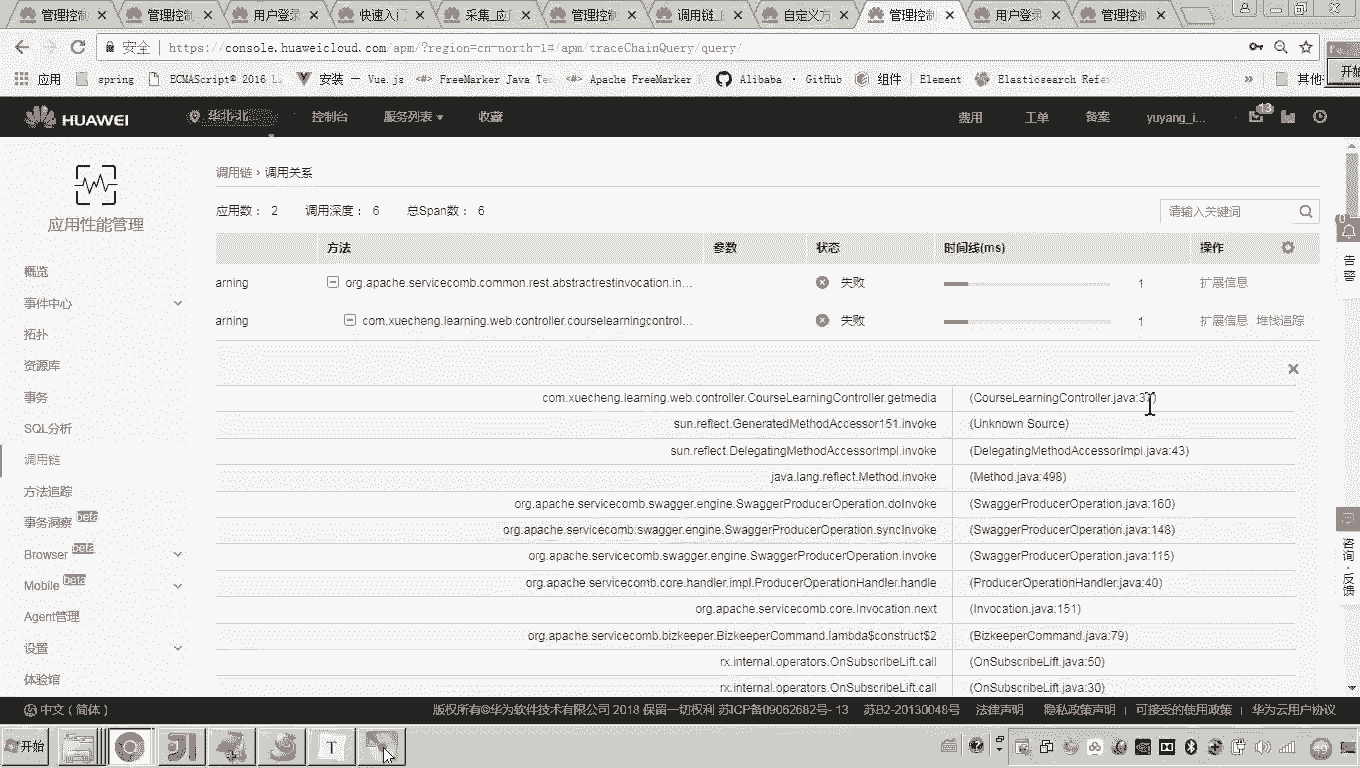 管理控制 管理控制 用户登录 快速入门 采集_应 管理控制 调用链_ 自定义方 管理控制 用户登录 管理控制
安全 https://console.huaweicloud.com/apm/?region=cn-north-1#/apm/traceChainQuery/query/
开始
应用 spring ECMAScript® 2016 L 安装 — Vue.js FreeMarker Java Te Apache FreeMarker Alibaba · GitHub 组件 | Element Elasticsearch Refe » 其他
HUAWEI 华北-北 控制台 服务列表 收藏 费用 工单 备案 yuyang_i... 13
应用性能管理
概览
事件中心
拓扑
资源库
事务
SQL分析
调用链
方法追踪
事务洞察 beta
Browser beta
Mobile beta
Agent管理
设置
体验馆
调用链 › 调用关系
应用数： 2 调用深度： 6 总Span数： 6 请输入关键词
方法 参数 状态 时间线(ms) 操作
arning org.apache.servicecomb.common.rest.abstractrestinvocation.in... 失败 1 扩展信息
arning com.xuecheng.learning.web.controller.courselearningcontrol... 失败 1 扩展信息 堆栈追踪
com.xuecheng.learning.web.controller.CourseLearningController.getmedia (CourseLearningController.java:37)
sun.reflect.GeneratedMethodAccessor151.invoke (Unknown Source)
sun.reflect.DelegatingMethodAccessorImpl.invoke (DelegatingMethodAccessorImpl.java:43)
java.lang.reflect.Method.invoke (Method.java:498)
org.apache.servicecomb.swagger.engine.SwaggerProducerOperation.doInvoke (SwaggerProducerOperation.java:160)
org.apache.servicecomb.swagger.engine.SwaggerProducerOperation.syncInvoke (SwaggerProducerOperation.java:148)
org.apache.servicecomb.swagger.engine.SwaggerProducerOperation.invoke (SwaggerProducerOperation.java:115)
org.apache.servicecomb.core.handler.impl.ProducerOperationHandler.handle (ProducerOperationHandler.java:40)
org.apache.servicecomb.core.Invocation.next (Invocation.java:151)
org.apache.servicecomb.bizkeeper.BizkeeperCommand.lambda$construct$2 (BizkeeperCommand.java:79)
rx.internal.operators.OnSubscribeLift.call (OnSubscribeLift.java:50)
rx.internal.operators.OnSubscribeLift.call (OnSubscribeLift.java:30)
0
告警
咨询·反馈
中文 ( 简体 ) 版权所有©华为软件技术有限公司 2018 保留一切权利 苏ICP备09062682号- 13 苏B2-20130048号 法律声明 隐私政策声明 | 可接受的使用政策 | 华为云用户协议
开始 T 49